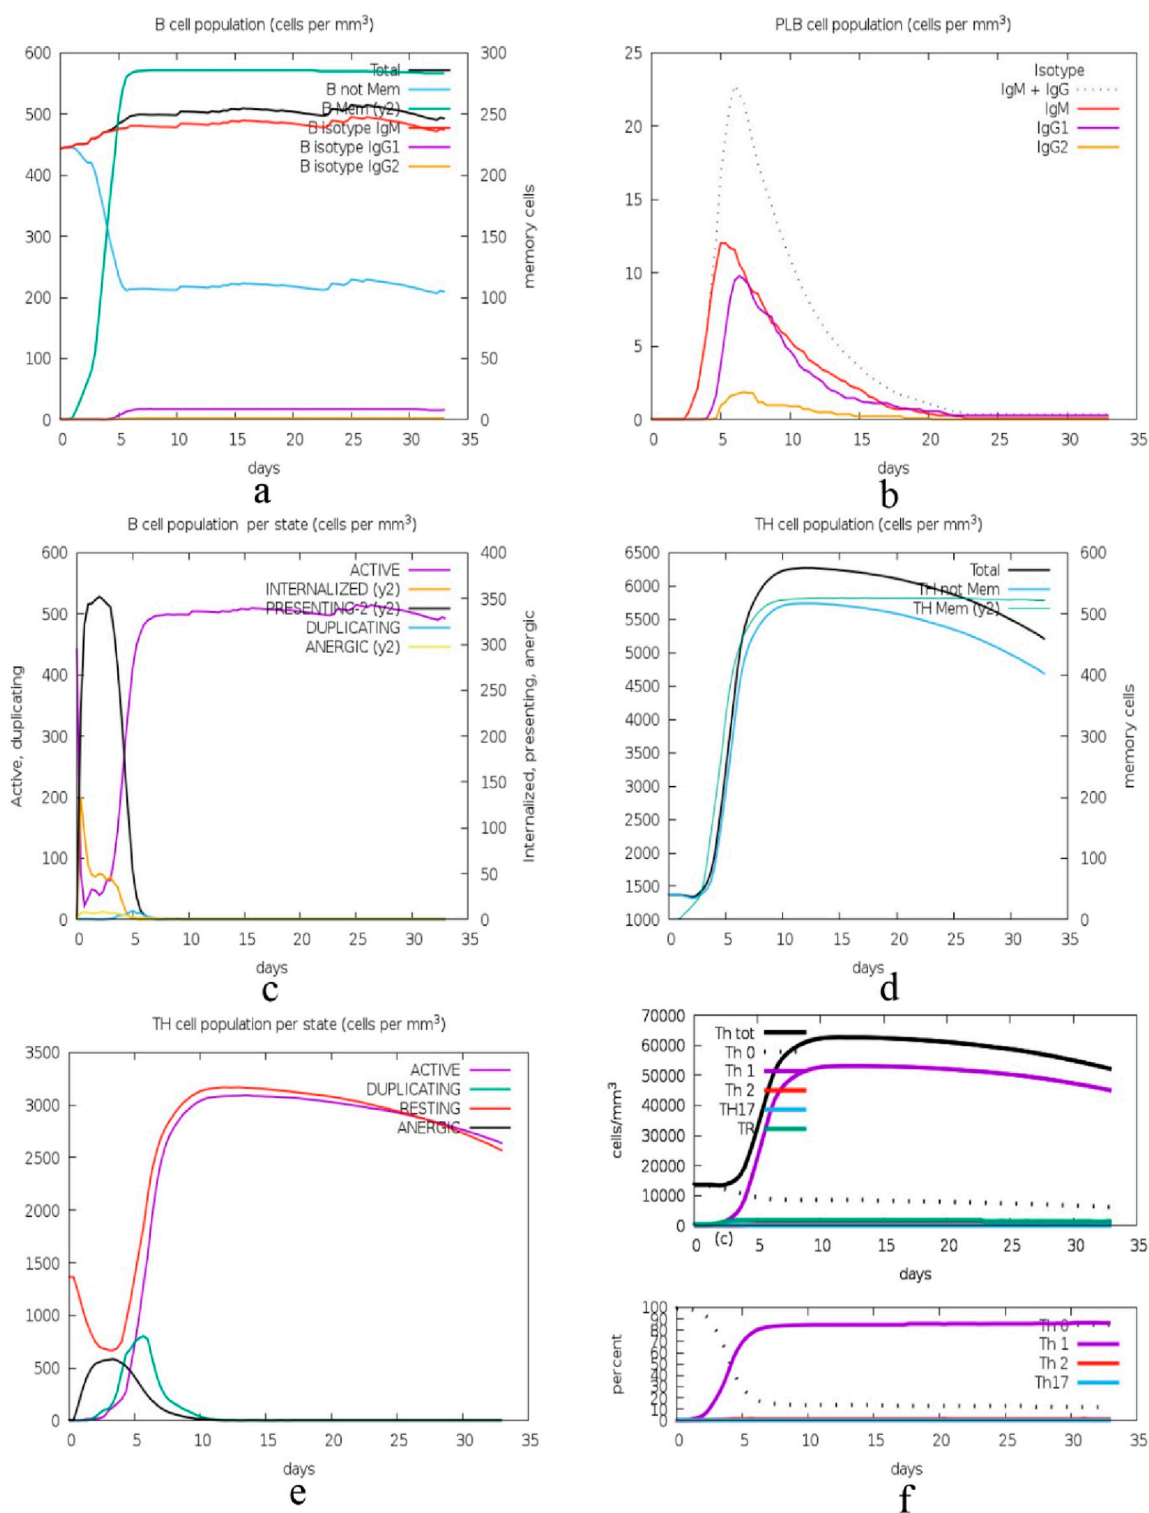 B cell population (cells per mm3)
600
500
400
300
200
100
0
300
250
200
150
100
50
0
Total
B not Mem
B Mem (y2)
B isotype IgM
B isotype IgG1
B isotype IgG2
memory cells
0 5 10 15 20 25 30 35
days
a
PLB cell population (cells per mm3)
25
20
15
10
5
0
Isotype
IgM + IgG
IgM
IgG1
IgG2
0 5 10 15 20 25 30 35
days
b
B cell population per state (cells per mm3)
Active, duplicating
600
500
400
300
200
100
0
400
350
300
250
200
150
100
50
0
ACTIVE
INTERNALIZED (y2)
PRESENTING-2 (y2)
DUPLICATING
ANERGIC (y2)
Internalized, presenting, anergic
0 5 10 15 20 25 30 35
days
c
TH cell population (cells per mm3)
6500
6000
5500
5000
4500
4000
3500
3000
2500
2000
1500
1000
600
500
400
300
200
100
0
Total
TH not Mem
TH Mem (y2)
memory cells
0 5 10 15 20 25 30 35
days
d
TH cell population per state (cells per mm3)
3500
3000
2500
2000
1500
1000
500
0
ACTIVE
DUPLICATING
RESTING
ANERGIC
0 5 10 15 20 25 30 35
days
e
cells/mm3
70000
60000
50000
40000
30000
20000
10000
0
Th tot
Th 0
Th 1
Th 2
TH17
TR
0 5 10 15 20 25 30 35
(c)
days
percent
100
90
80
70
60
50
40
30
20
10
0
Th 0
Th 1
Th 2
Th17
0 5 10 15 20 25 30 35
days
f